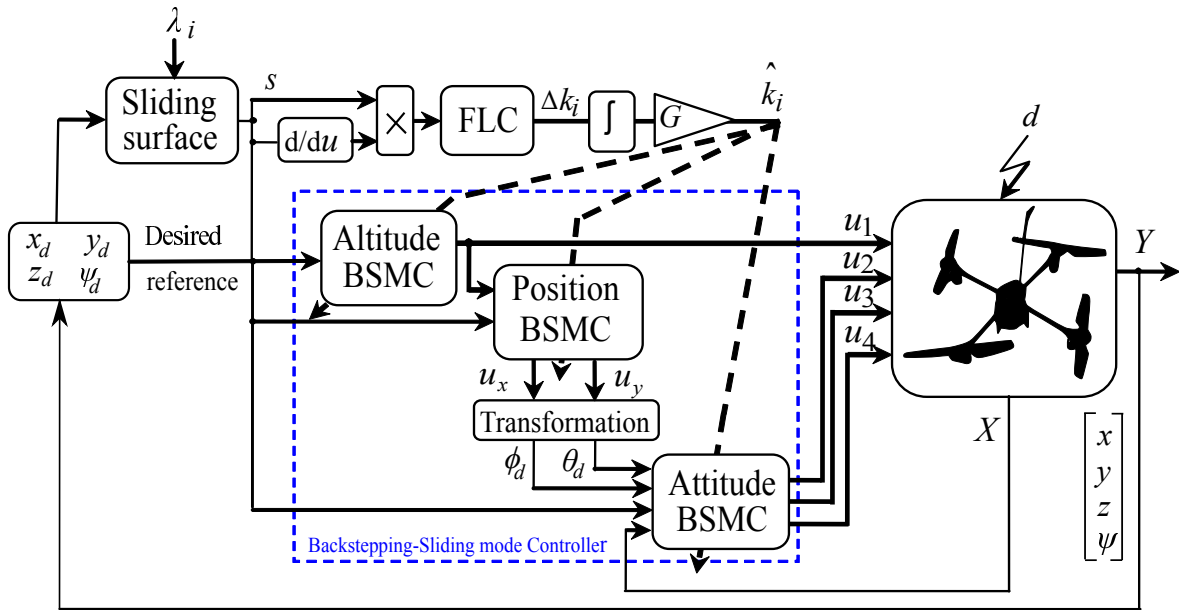 λ i
Sliding
surface
s
d/du
×
FLC
Δk_i
∫
G
k̂_i
d
x_d y_d
z_d ψ_d
Desired
reference
Altitude
BSMC
Position
BSMC
u_x u_y
Transformation
ϕ_d θ_d
Attitude
BSMC
Backstepping-Sliding mode Controller
u_1
u_2
u_3
u_4
Y
X
x
y
z
ψ